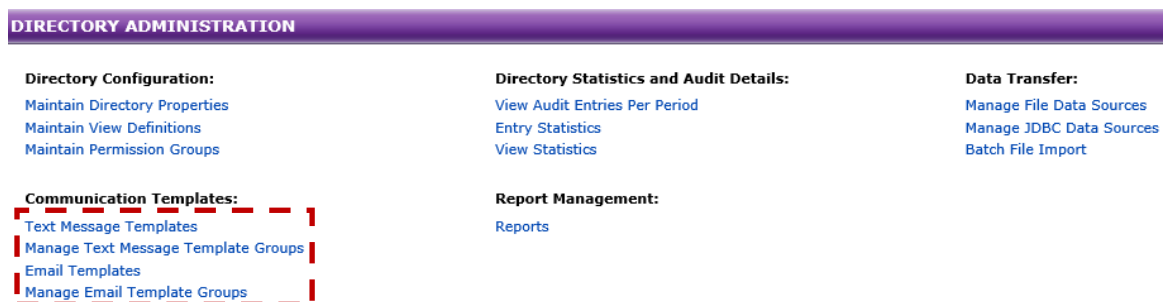 DIRECTORY ADMINISTRATION
Directory Configuration:
Maintain Directory Properties
Maintain View Definitions
Maintain Permission Groups
Directory Statistics and Audit Details:
View Audit Entries Per Period
Entry Statistics
View Statistics
Data Transfer:
Manage File Data Sources
Manage JDBC Data Sources
Batch File Import
Communication Templates:
Text Message Templates
Manage Text Message Template Groups
Email Templates
Manage Email Template Groups
Report Management:
Reports